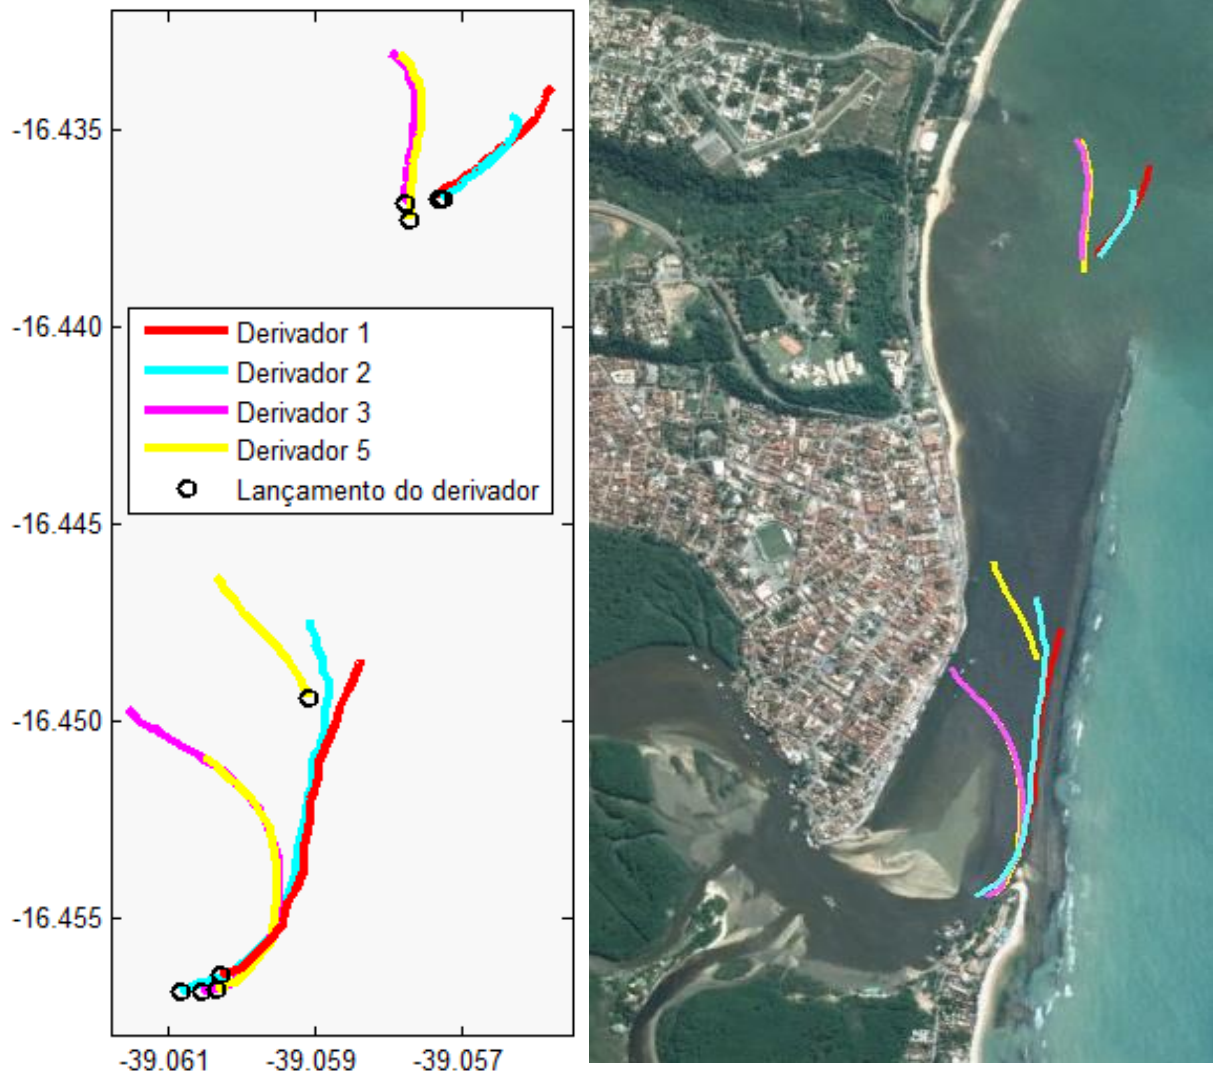 -16.435
-16.440
Derivador 1
Derivador 2
Derivador 3
Derivador 5
Lançamento do derivador
-16.445
-16.450
-16.455
-39.061 -39.059 -39.057